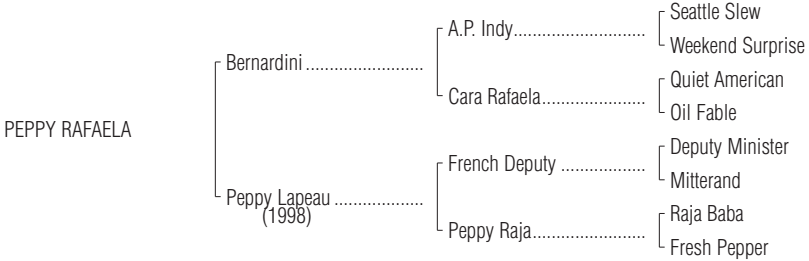 Seattle Slew
A.P. Indy..............................
Weekend Surprise
Bernardini ...........................
Quiet American
Cara Rafaela........................
Oil Fable
PEPPY RAFAELA
Deputy Minister
French Deputy ...................
Mitterand
Peppy Lapeau ....................
(1998)
Raja Baba
Peppy Raja..........................
Fresh Pepper